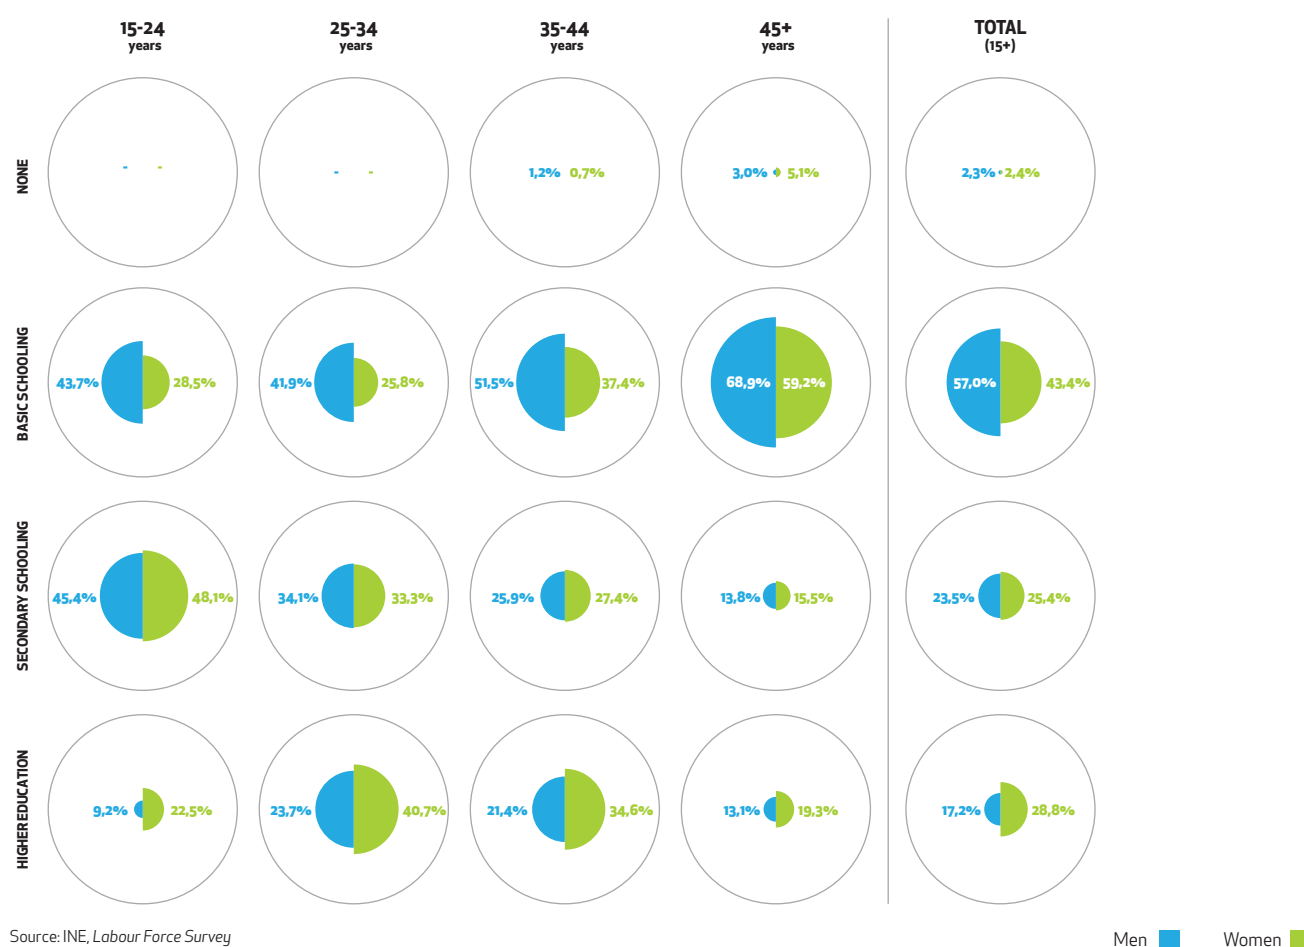 15-24 25-34 35-44 45+ TOTAL
years years years years (15+)
NONE
- - - - 1,2% 0,7% 3,0% 5,1% 2,3% 2,4%
BASIC SCHOOLING
43,7% 28,5% 41,9% 25,8% 51,5% 37,4% 68,9% 59,2% 57,0% 43,4%
SECONDARY SCHOOLING
45,4% 48,1% 34,1% 33,3% 25,9% 27,4% 13,8% 15,5% 23,5% 25,4%
HIGHER EDUCATION
9,2% 22,5% 23,7% 40,7% 21,4% 34,6% 13,1% 19,3% 17,2% 28,8%
Source: INE, Labour Force Survey
Men Women